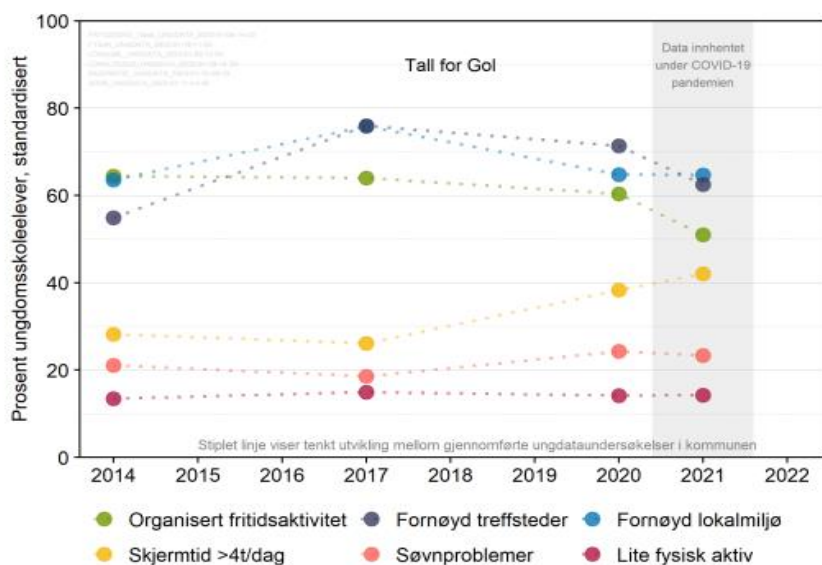 100
80
60
40
20
0
Prosent ungdomsskoleelever, standardisert
Tall for Gol
Data innhentet
under COVID-19
pandemien
Stiplet linje viser tenkt utvikling mellom gjennomførte ungdataundersøkelser i kommunen
2014 2015 2016 2017 2018 2019 2020 2021 2022
Organisert fritidsaktivitet Fornøyd treffsteder Fornøyd lokalmiljø
Skjermtid >4t/dag Søvnproblemer Lite fysisk aktiv